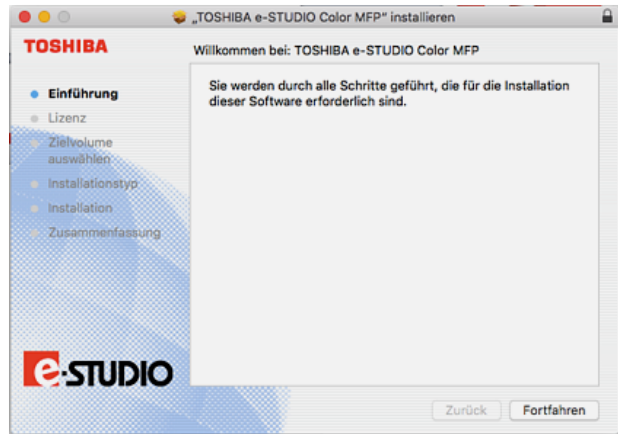 „TOSHIBA e-STUDIO Color MFP“ installieren
TOSHIBA
Willkommen bei: TOSHIBA e-STUDIO Color MFP
Einführung
Lizenz
Zielvolume
auswählen
Installationstyp
Installation
Zusammenfassung
Sie werden durch alle Schritte geführt, die für die Installation
dieser Software erforderlich sind.
e-STUDIO
Zurück
Fortfahren